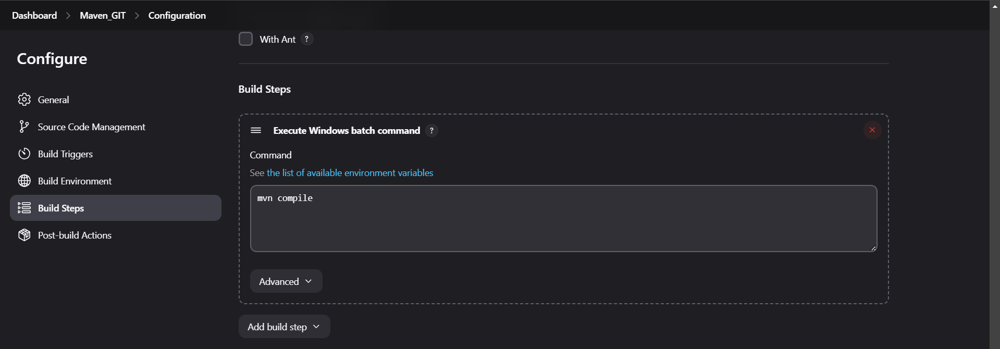 Dashboard > Maven_GIT > Configuration
With Ant ?
Configure
General
Source Code Management
Build Triggers
Build Environment
Build Steps
Post-build Actions
Build Steps
Execute Windows batch command ?
Command
See the list of available environment variables
mvn compile
Advanced
Add build step